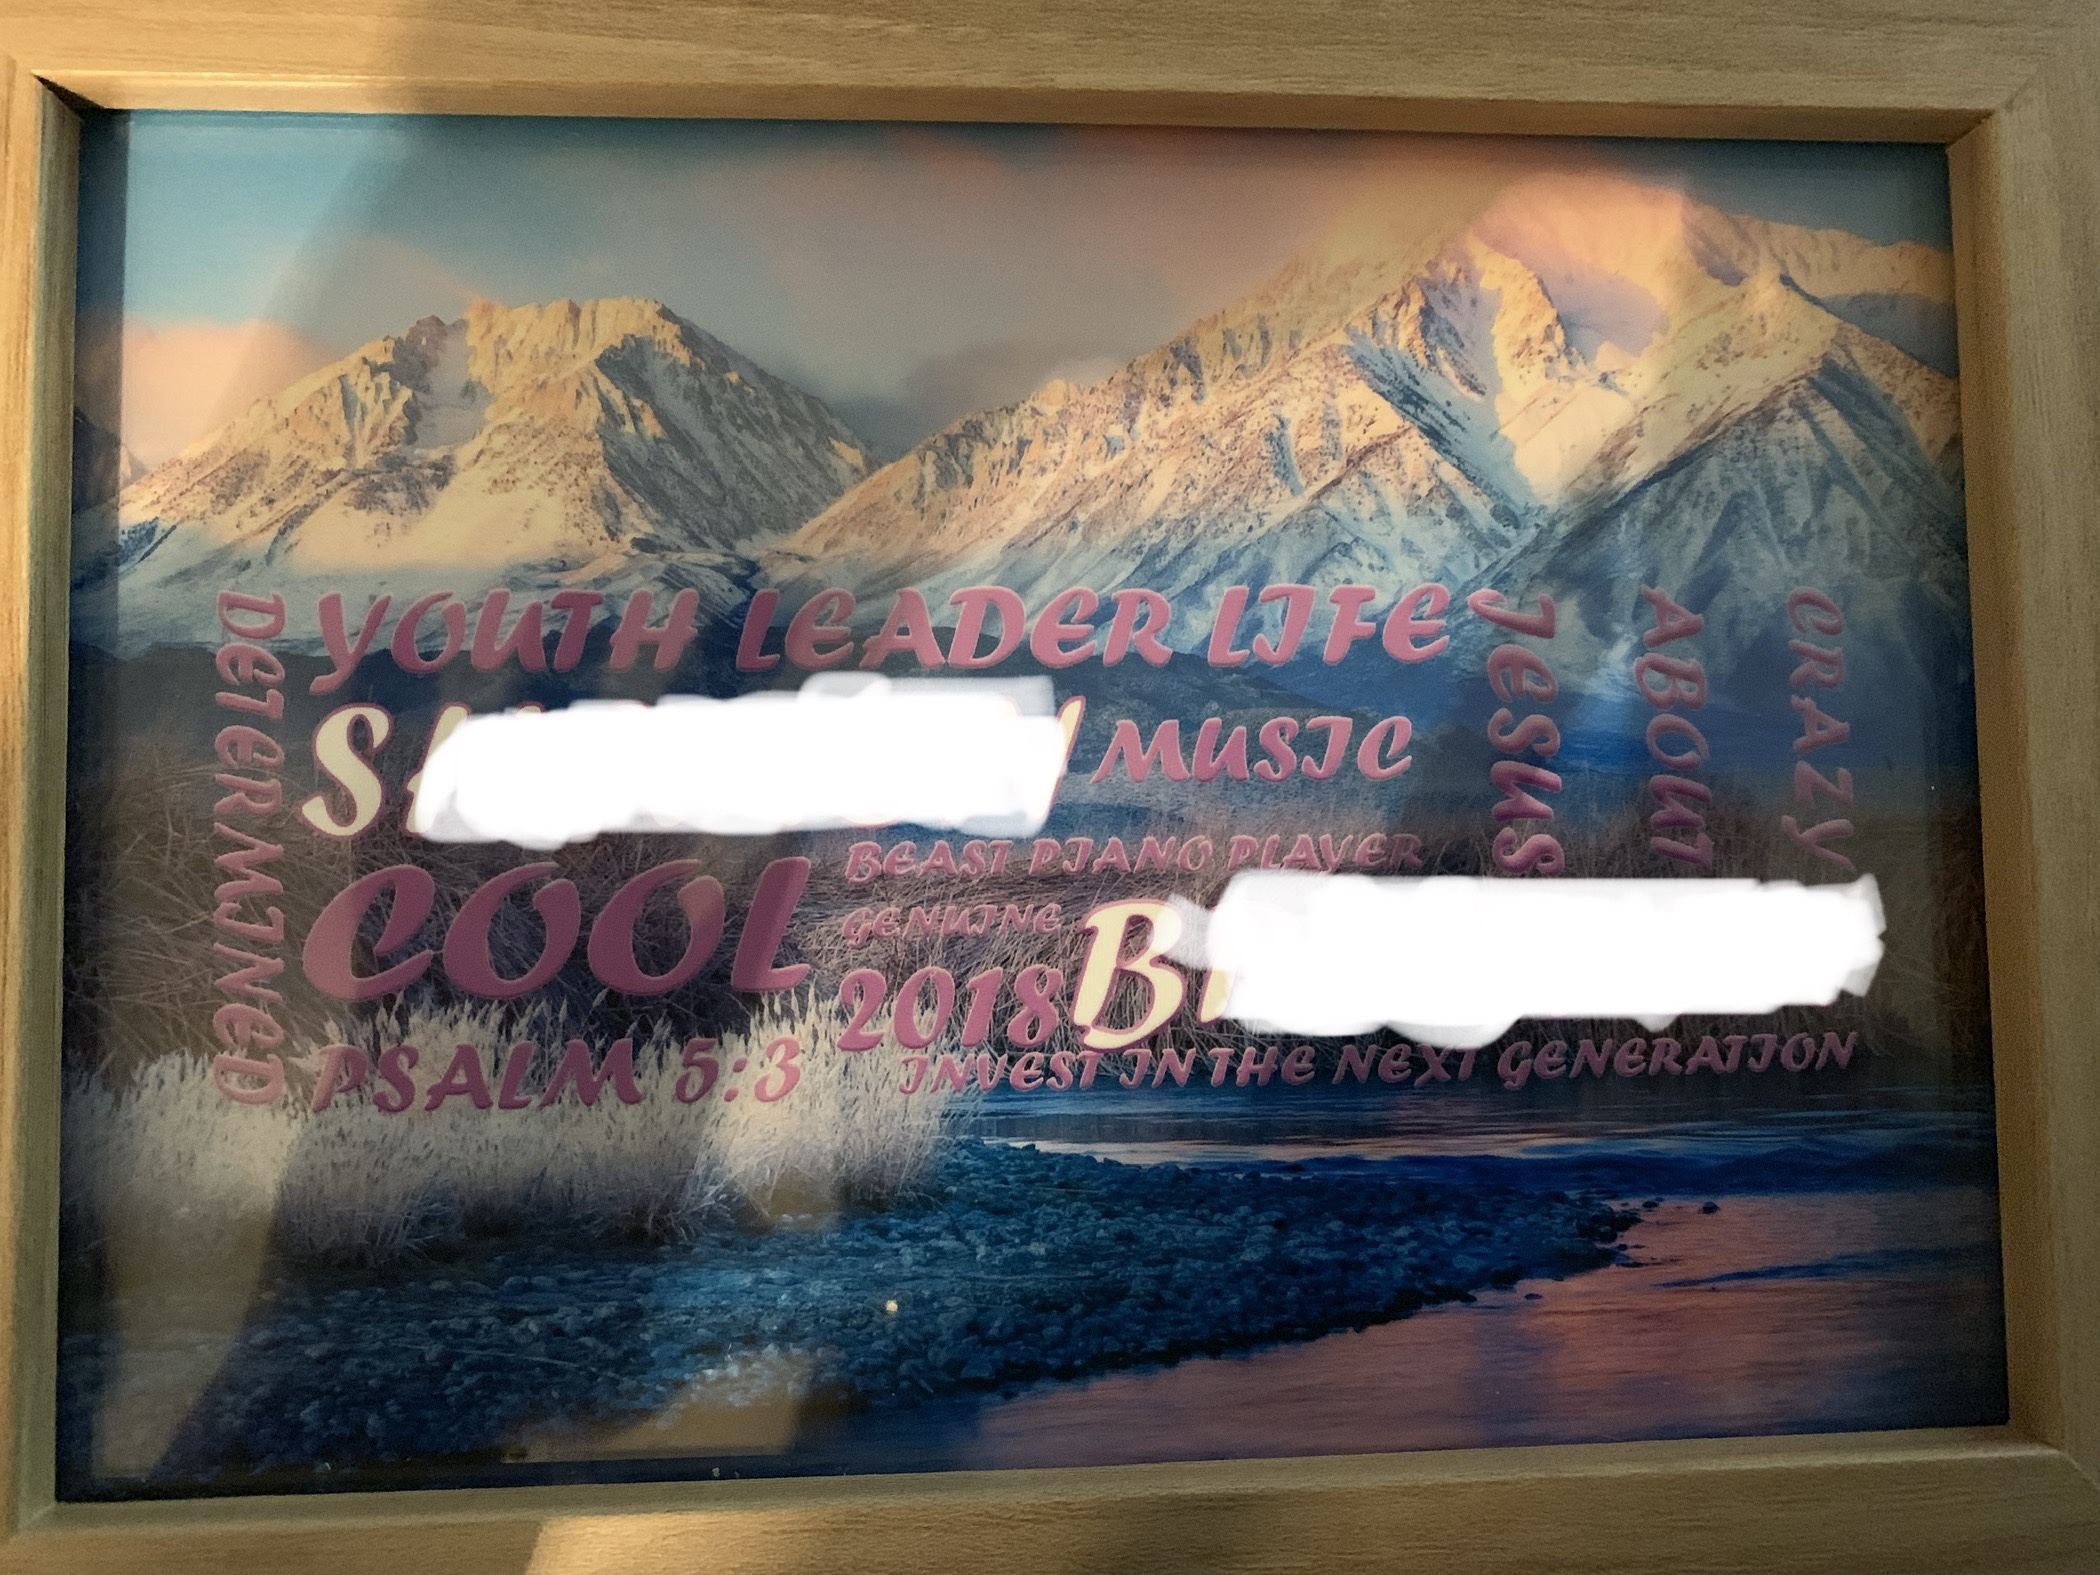 DETERMINED
YOUTH LEADER LIFE
MUSIC
JESUS
ABOUT
CRAZY
COOL
BEAST PIANO PLAYER
GENUINE
2018
PSALM 5:3
INVEST IN THE NEXT GENERATION